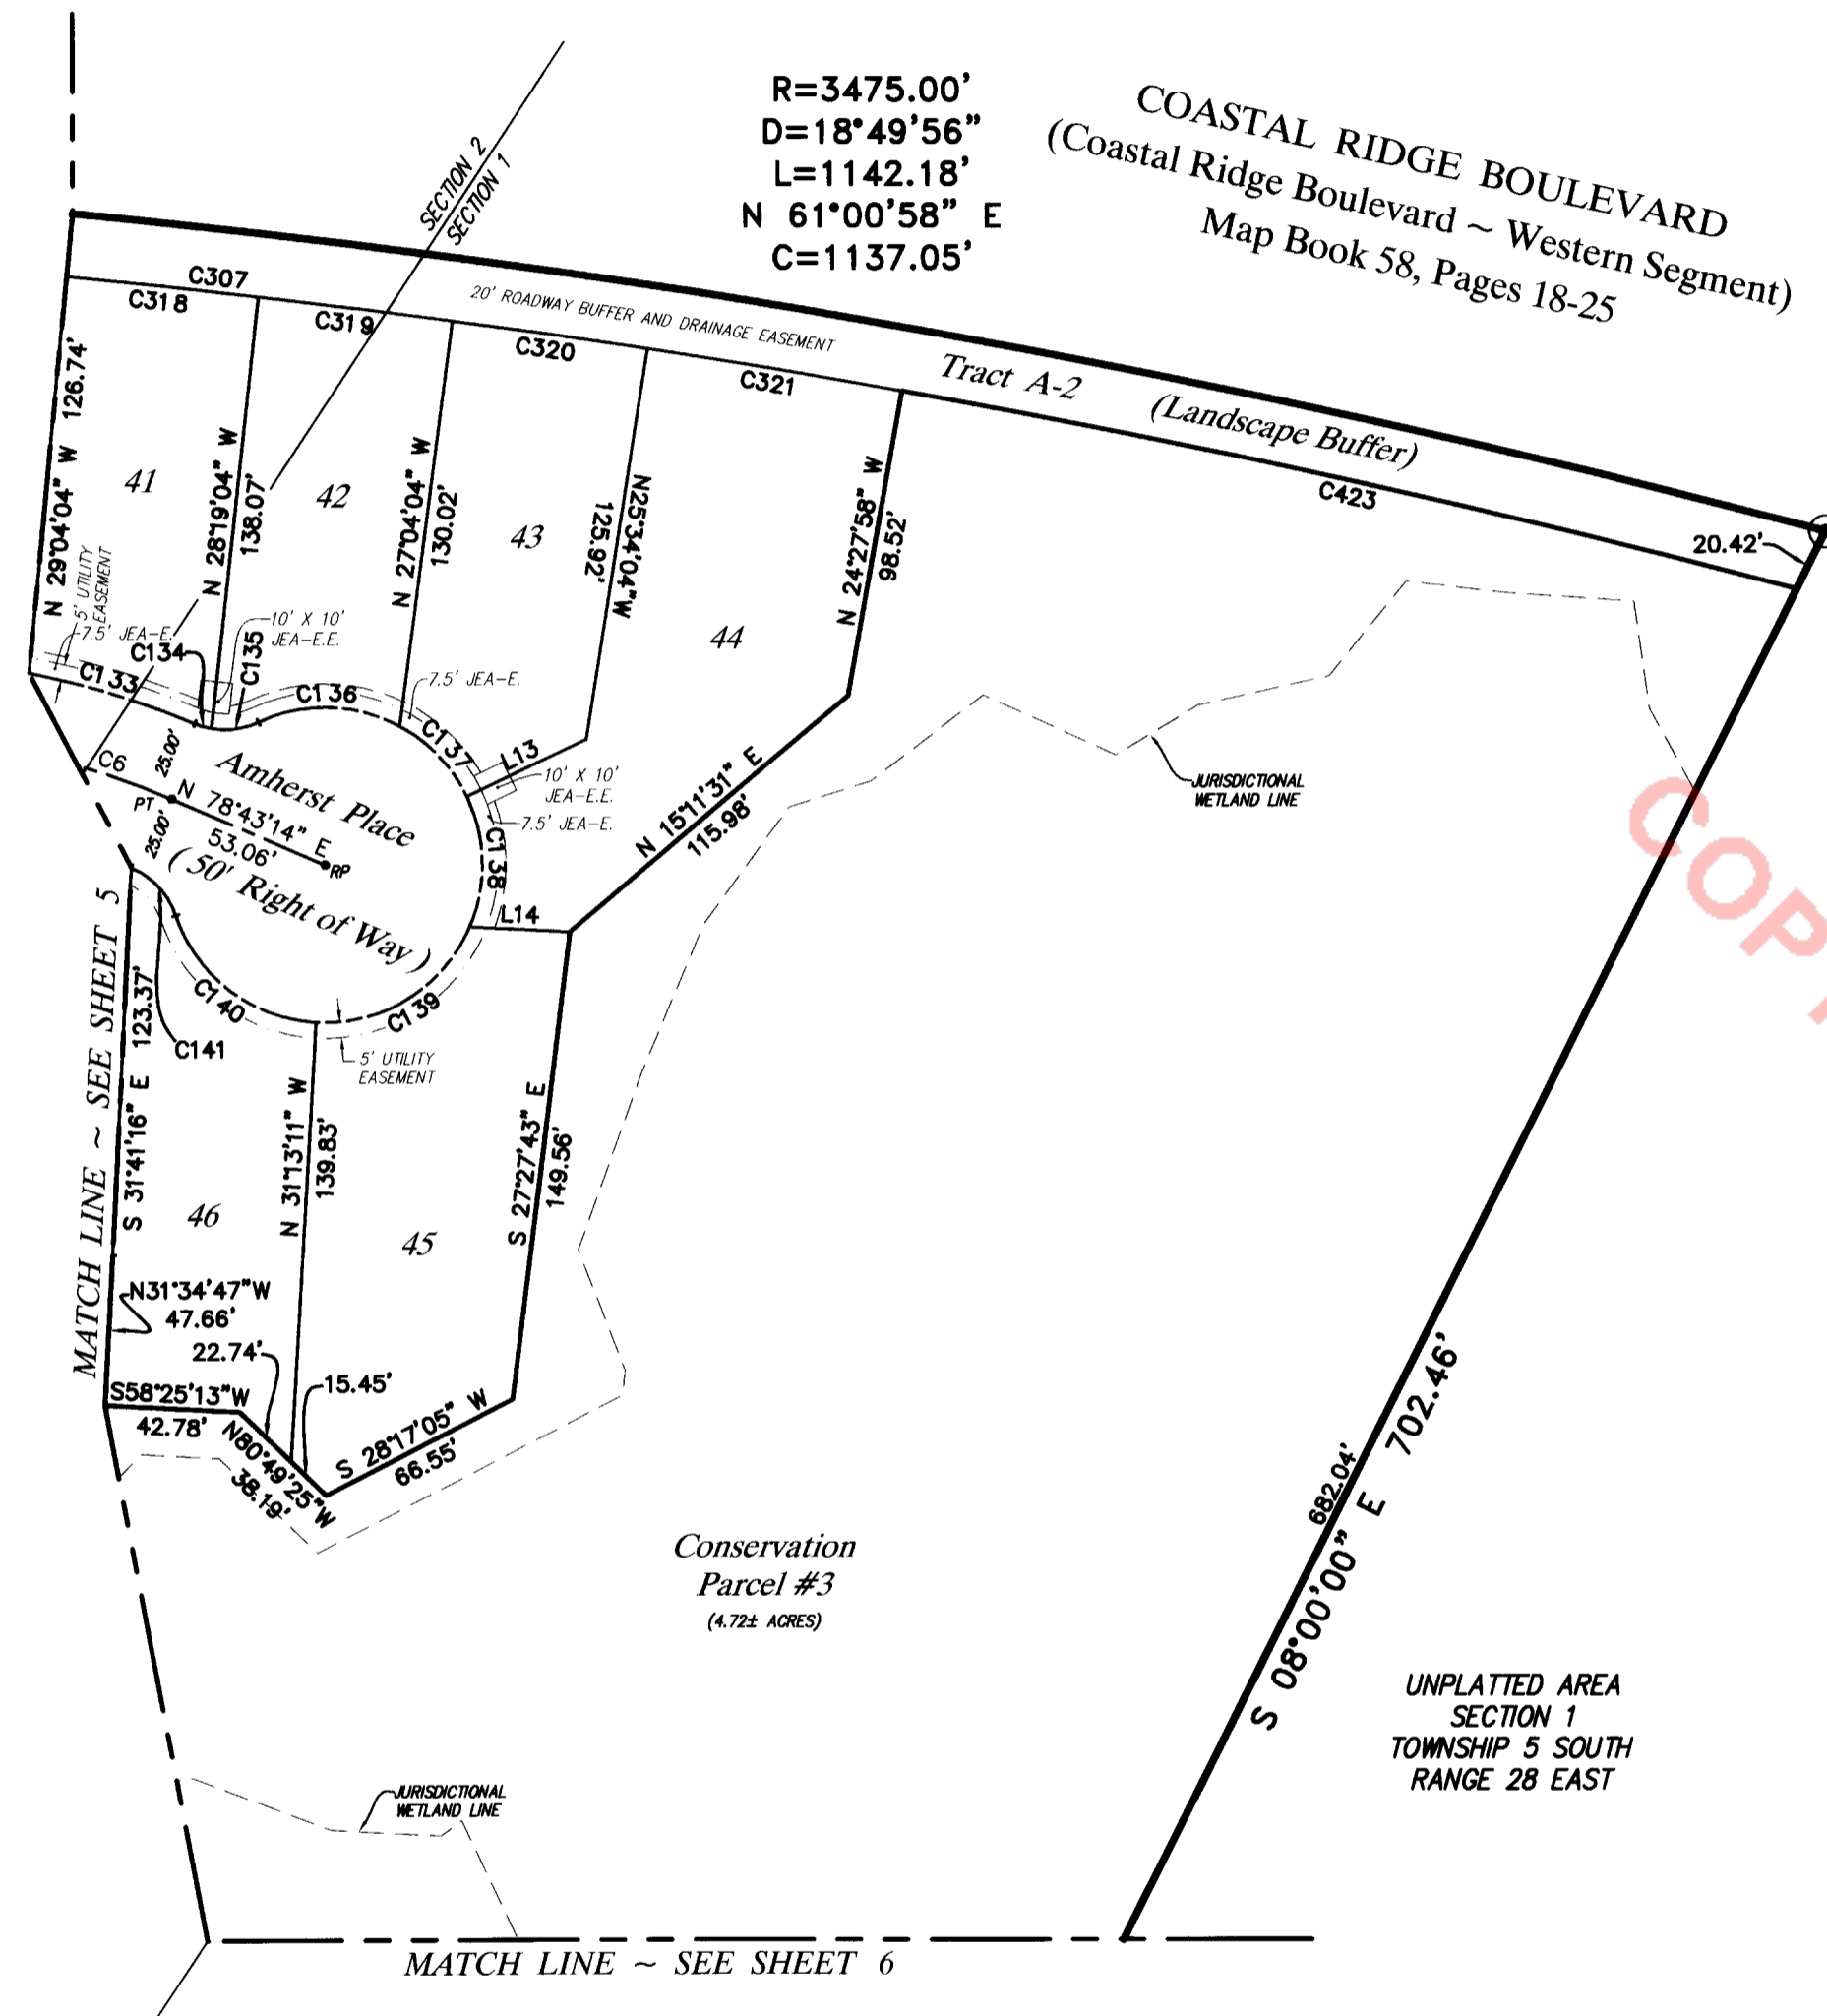 R=3475.00'
D=18°49'56"
L=1142.18'
N 61°00'58" E
C=1137.05'
COASTAL RIDGE BOULEVARD
(Coastal Ridge Boulevard ~ Western Segment)
Map Book 58, Pages 18-25
SECTION 2
SECTION 1
C307
C318
C319
C320
C321
20' ROADWAY BUFFER AND DRAINAGE EASEMENT
Tract A-2
(Landscape Buffer)
C423
20.42'
N 29°04'04" W 126.74'
41
N 28°19'04" W
138.07'
42
N 27°04'04" W
130.02'
43
N25°34'04"W
125.92'
44
N 24°27'58" W
98.52'
5' UTILITY
EASEMENT
7.5' JEA-E.
C134
C133
10' X 10'
JEA-E.E.
C135
C136
7.5' JEA-E.
C137
L13
10' X 10'
JEA-E.E.
7.5' JEA-E.
C138
L14
N 15°11'31" E
115.98'
JURISDICTIONAL
WETLAND LINE
C6
25.00'
PT
25.00'
Amherst Place
N 78°43'14" E
53.06'
RP
(50' Right of Way)
C139
C140
C141
5' UTILITY
EASEMENT
MATCH LINE ~ SEE SHEET 5
S 31°41'16" E 123.37'
46
N 31°13'11" W
139.83'
45
S 27°27'43" E
149.56'
N31°34'47"W
47.66'
22.74'
15.45'
S58°25'13"W
42.78'
N80°49'25"W
38.19'
S 28°17'05" W
66.55'
Conservation
Parcel #3
(4.72± ACRES)
682.04'
S 08°00'00" E 702.46'
UNPLATTED AREA
SECTION 1
TOWNSHIP 5 SOUTH
RANGE 28 EAST
JURISDICTIONAL
WETLAND LINE
MATCH LINE ~ SEE SHEET 6
COP